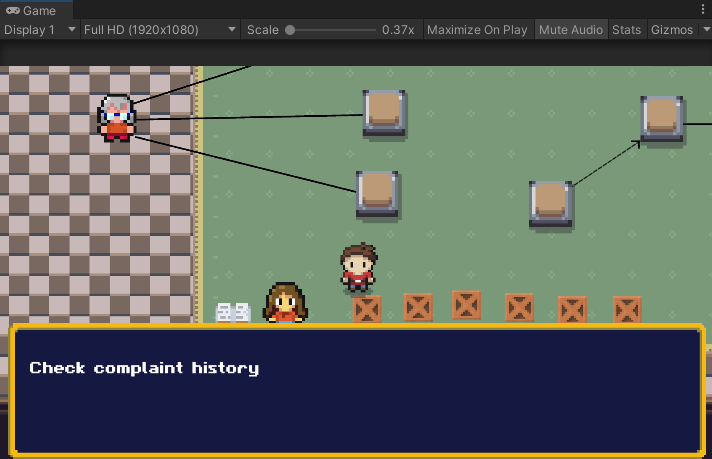 Game
Display 1 Full HD (1920x1080) Scale 0.37x Maximize On Play Mute Audio Stats Gizmos
Check complaint history